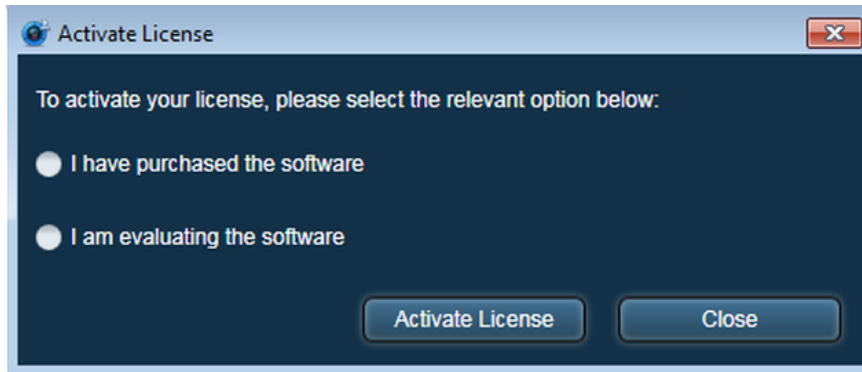 Activate License
To activate your license, please select the relevant option below:
I have purchased the software
I am evaluating the software
Activate License
Close